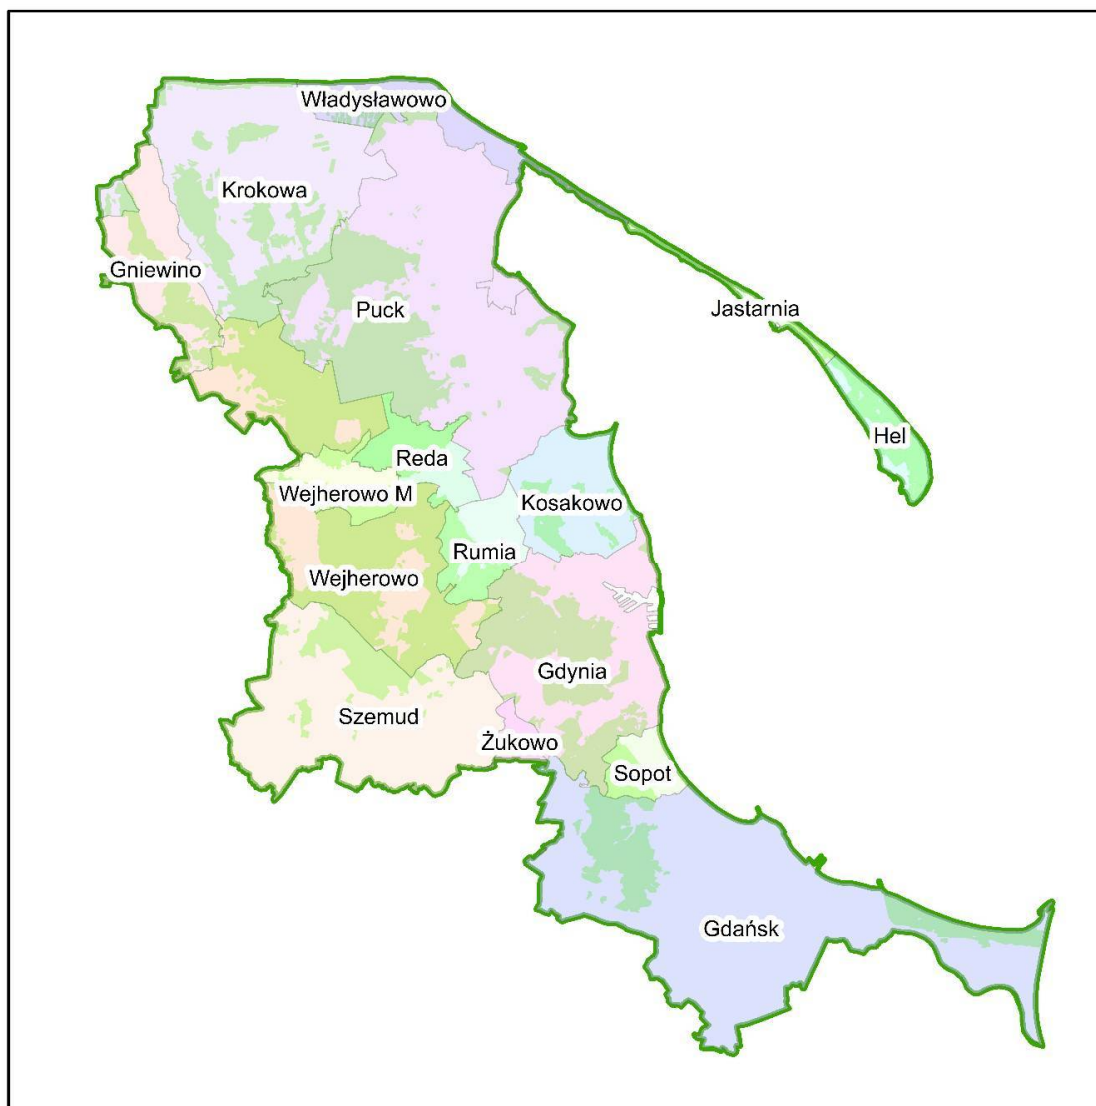 Władysławowo
Krokowa
Gniewino
Puck
Jastarnia
Hel
Reda
Wejherowo M
Kosakowo
Rumia
Wejherowo
Gdynia
Szemud
Żukowo
Sopot
Gdańsk